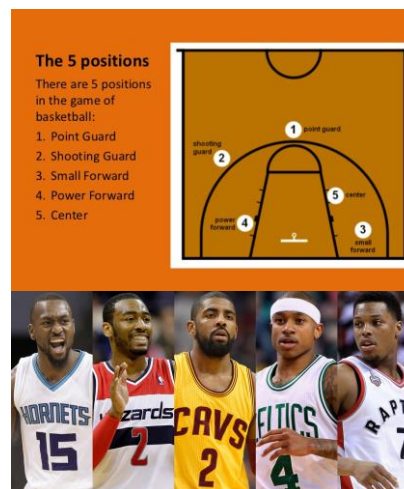 The 5 positions
There are 5 positions
in the game of
basketball:
1. Point Guard
2. Shooting Guard
3. Small Forward
4. Power Forward
5. Center
1 point guard
shooting
guard 2
5 center
4
power
forward
3
small
forward
HORNETS
15
zards
2
CAVS
2
ELTICS
4
RAPT
7